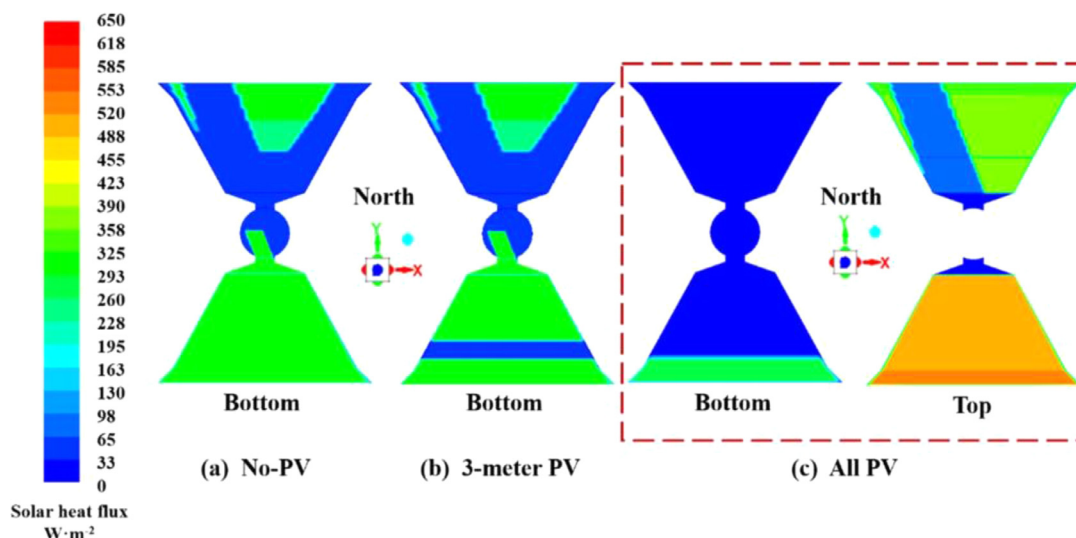 650
618
585
553
520
488
455
423
390
358
325
293
260
228
195
163
130
98
65
33
0
Solar heat flux
W·m-2
North
Y
X
North
Y
X
Bottom
Bottom
Bottom
Top
(a) No-PV
(b) 3-meter PV
(c) All PV